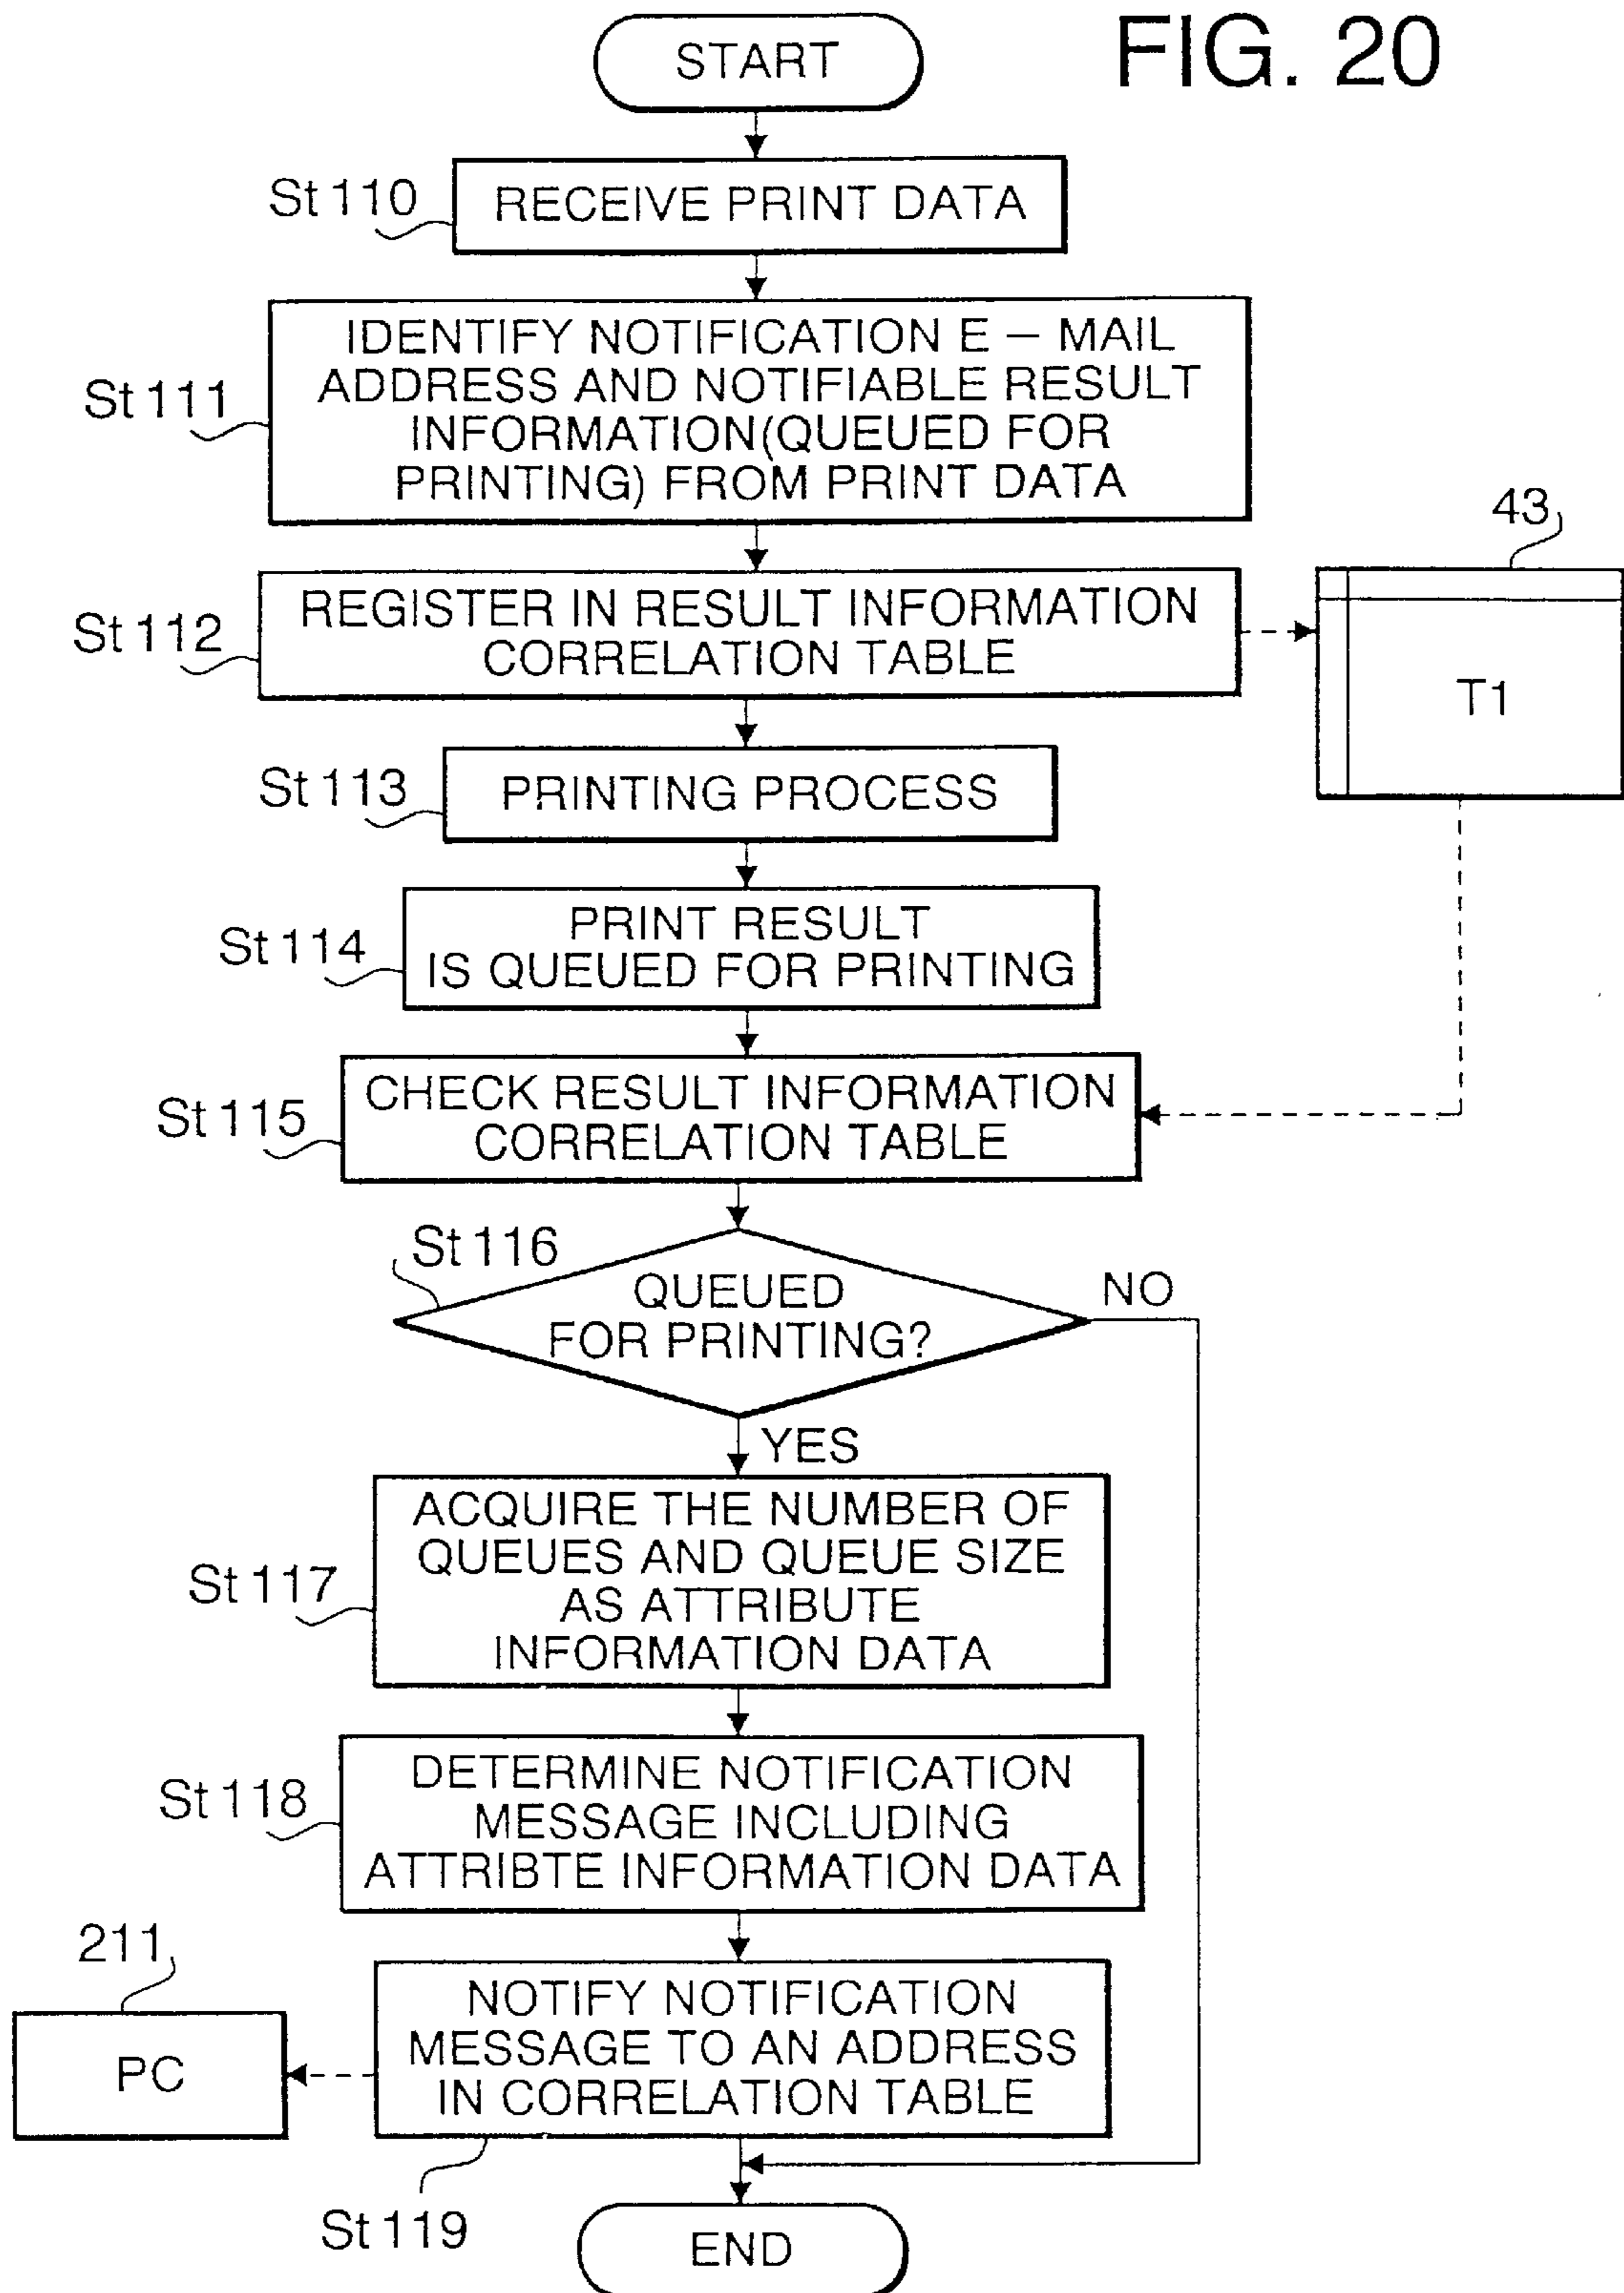 FIG. 20
START
St 110
RECEIVE PRINT DATA
St 111
IDENTIFY NOTIFICATION E – MAIL
ADDRESS AND NOTIFIABLE RESULT
INFORMATION(QUEUED FOR
PRINTING) FROM PRINT DATA
43
St 112
REGISTER IN RESULT INFORMATION
CORRELATION TABLE
T1
St 113
PRINTING PROCESS
St 114
PRINT RESULT
IS QUEUED FOR PRINTING
St 115
CHECK RESULT INFORMATION
CORRELATION TABLE
St 116
QUEUED
FOR PRINTING?
NO
YES
St 117
ACQUIRE THE NUMBER OF
QUEUES AND QUEUE SIZE
AS ATTRIBUTE
INFORMATION DATA
St 118
DETERMINE NOTIFICATION
MESSAGE INCLUDING
ATTRIBTE INFORMATION DATA
211
PC
NOTIFY NOTIFICATION
MESSAGE TO AN ADDRESS
IN CORRELATION TABLE
St 119
END